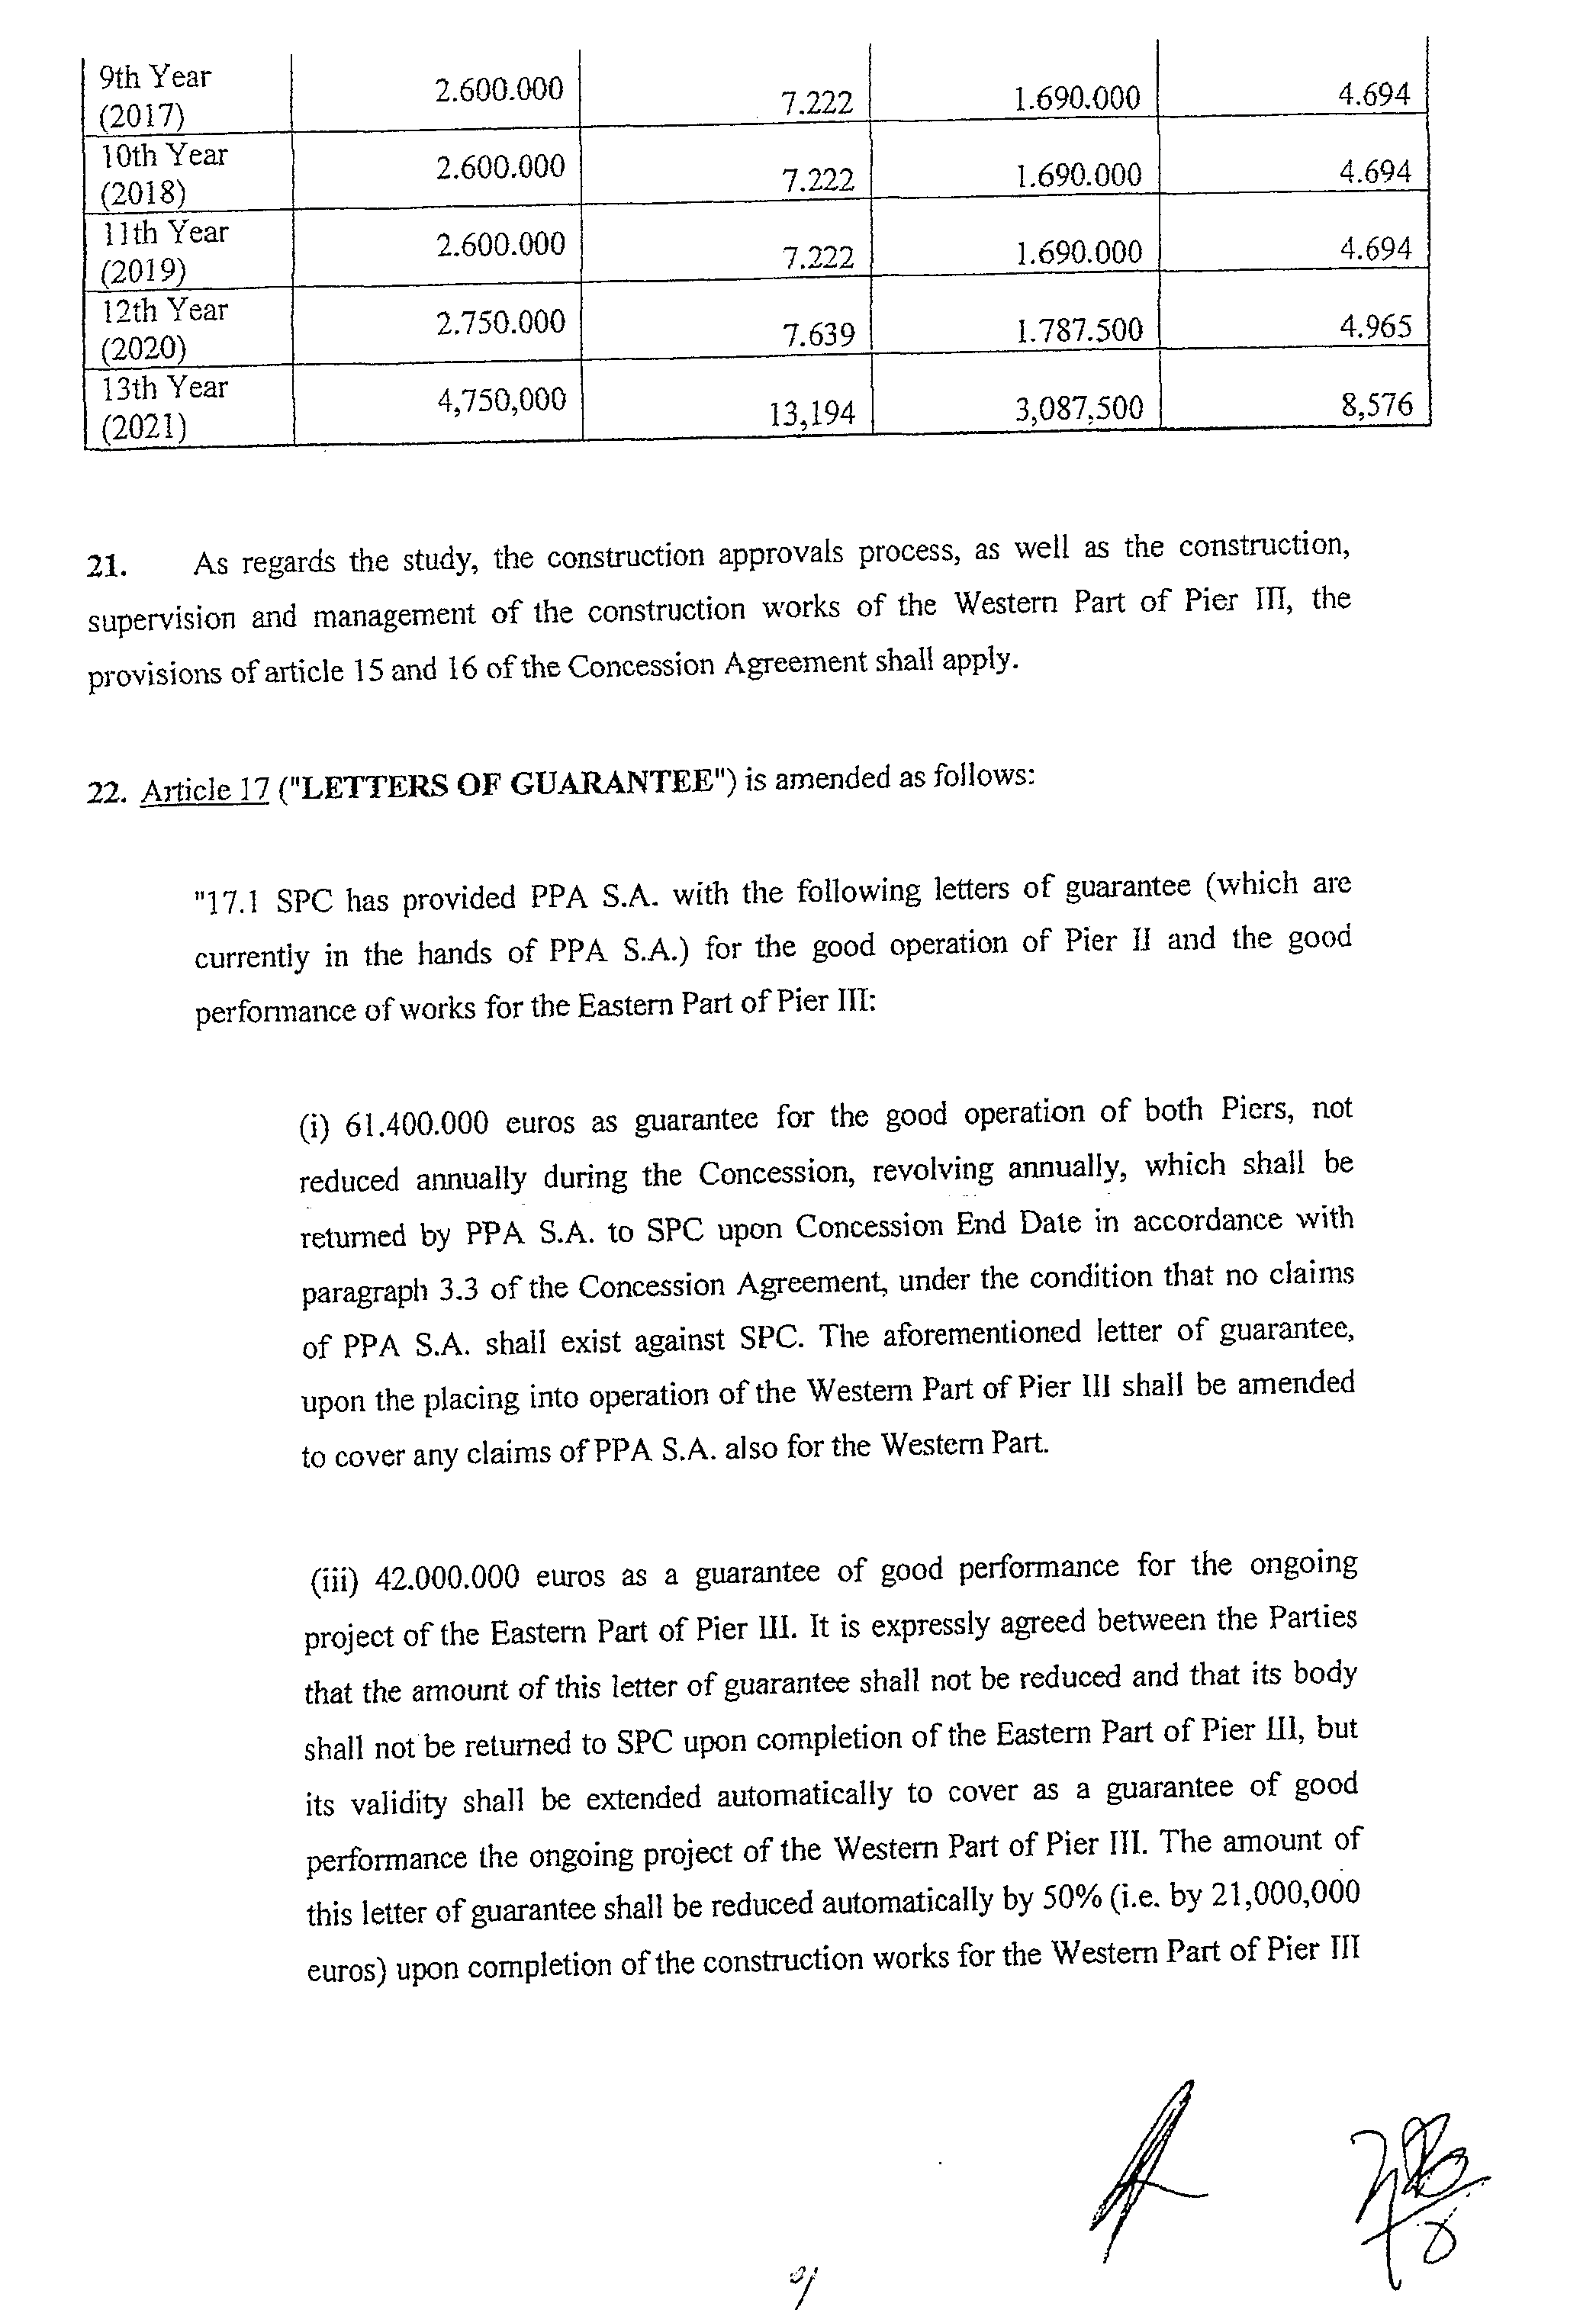 9th Year
(2017) 2.600.000 7.222 1.690.000 4.694
10th Year
(2018) 2.600.000 7.222 1.690.000 4.694
11th Year
(2019) 2.600.000 7.222 1.690.000 4.694
12th Year
(2020) 2.750.000 7.639 1.787.500 4.965
13th Year
(2021) 4,750,000 13,194 3,087,500 8,576
21. As regards the study, the construction approvals process, as well as the construction,
supervision and management of the construction works of the Western Part of Pier III, the
provisions of article 15 and 16 of the Concession Agreement shall apply.
22. Article 17 ("LETTERS OF GUARANTEE") is amended as follows:
"17.1 SPC has provided PPA S.A. with the following letters of guarantee (which are
currently in the hands of PPA S.A.) for the good operation of Pier II and the good
performance of works for the Eastern Part of Pier III:
(i) 61.400.000 euros as guarantee for the good operation of both Piers, not
reduced annually during the Concession, revolving annually, which shall be
returned by PPA S.A. to SPC upon Concession End Date in accordance with
paragraph 3.3 of the Concession Agreement, under the condition that no claims
of PPA S.A. shall exist against SPC. The aforementioned letter of guarantee,
upon the placing into operation of the Western Part of Pier III shall be amended
to cover any claims of PPA S.A. also for the Western Part.
(iii) 42.000.000 euros as a guarantee of good performance for the ongoing
project of the Eastern Part of Pier III. It is expressly agreed between the Parties
that the amount of this letter of guarantee shall not be reduced and that its body
shall not be returned to SPC upon completion of the Eastern Part of Pier III, but
its validity shall be extended automatically to cover as a guarantee of good
performance the ongoing project of the Western Part of Pier III. The amount of
this letter of guarantee shall be reduced automatically by 50% (i.e. by 21,000,000
euros) upon completion of the construction works for the Western Part of Pier III